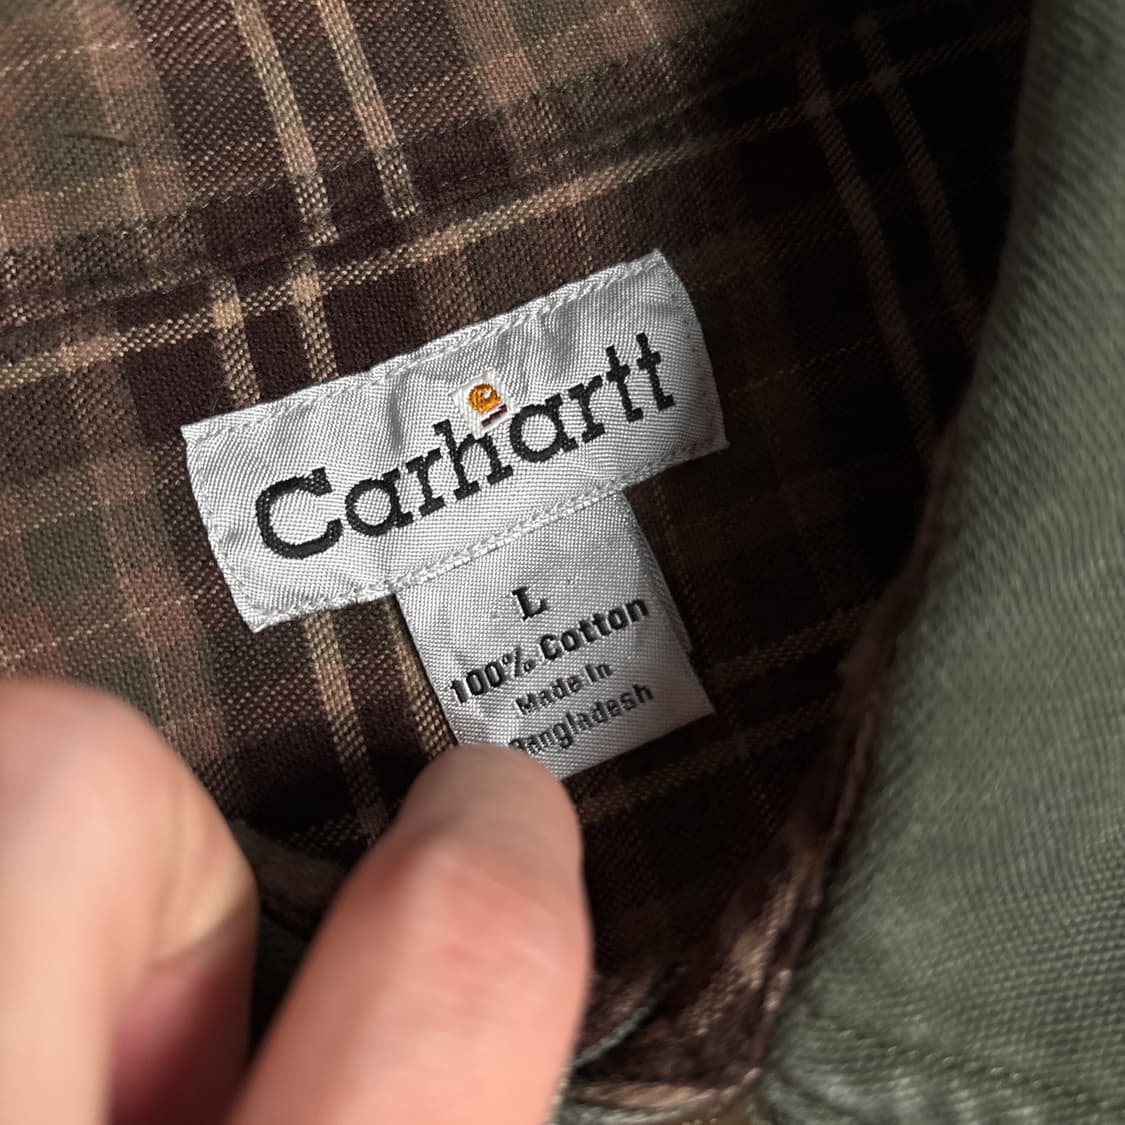 Carhartt
L
100% Cotton
Made In
Bangladesh